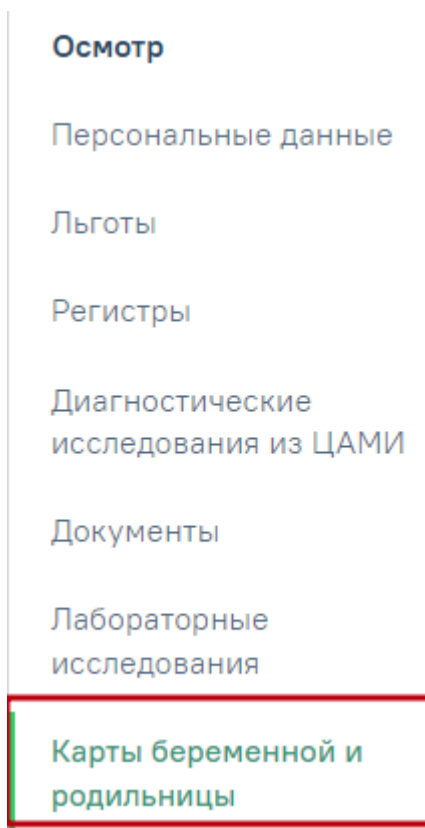 Осмотр
Персональные данные
Льготы
Регистры
Диагностические
исследования из ЦАМИ
Документы
Лабораторные
исследования
Карты беременной и
родильницы